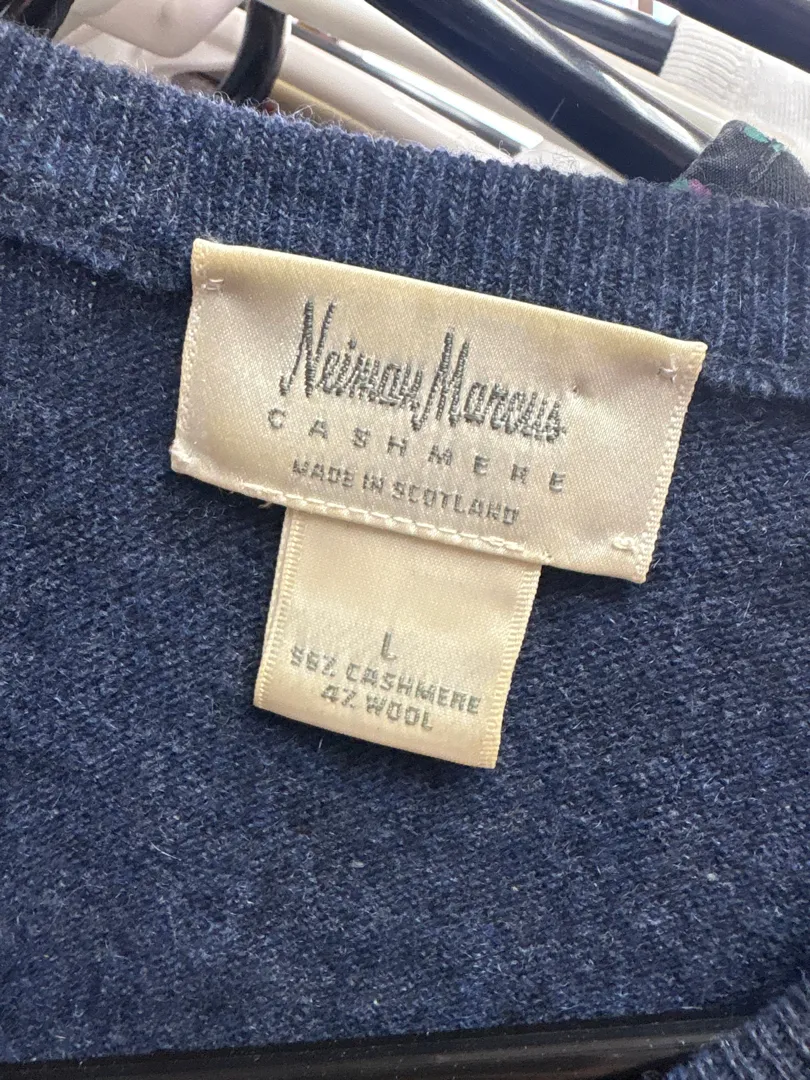 Neiman Marcus
CASHMERE
MADE IN SCOTLAND
L
96% CASHMERE
4% WOOL